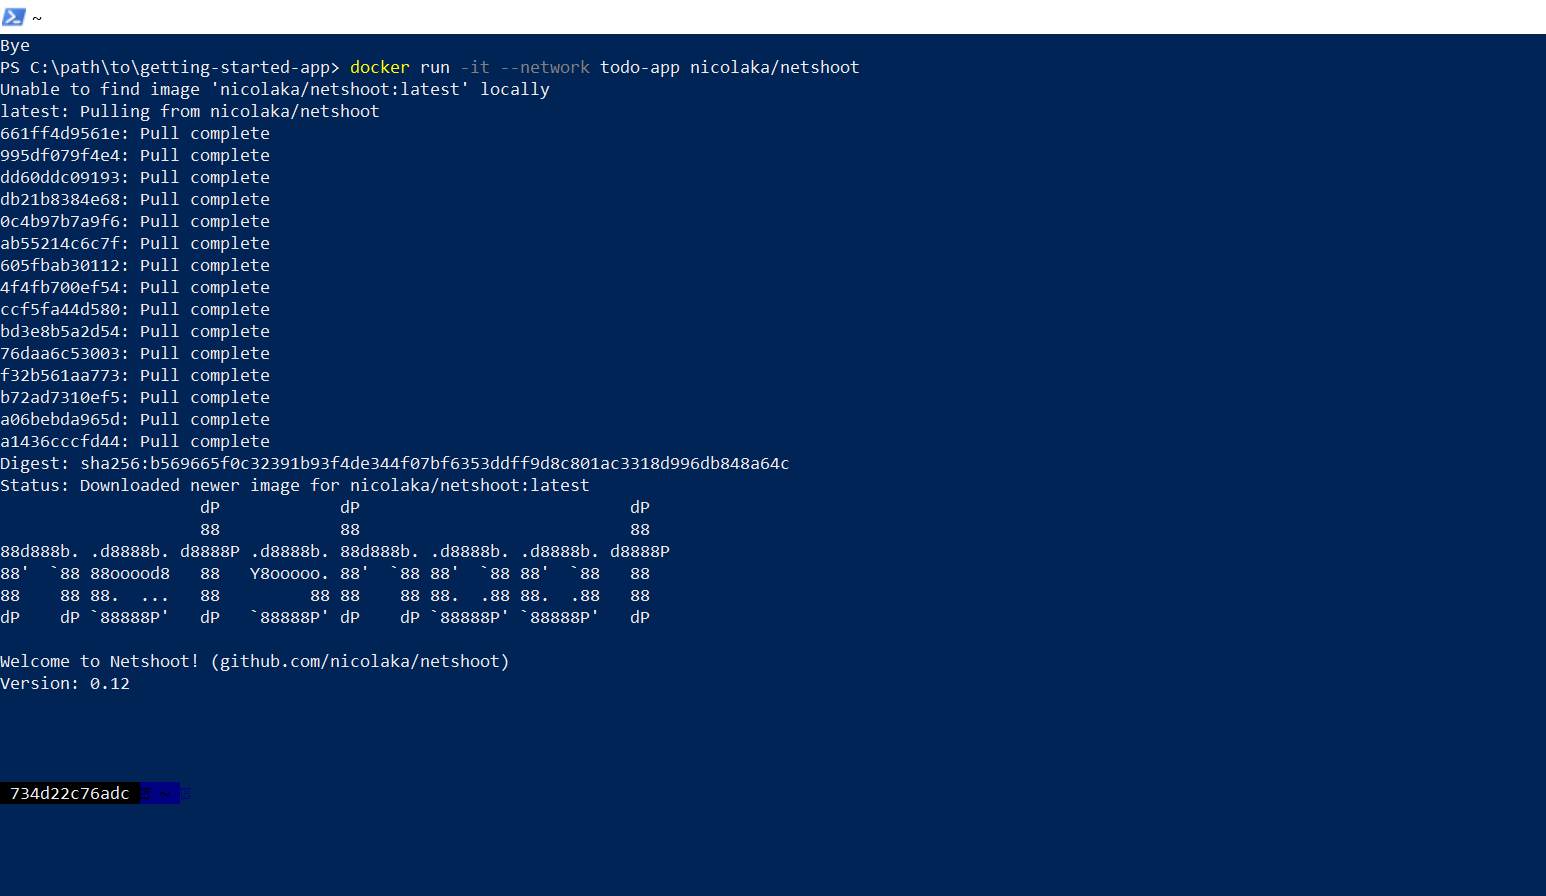 ~
Bye
PS C:\path\to\getting-started-app> docker run -it --network todo-app nicolaka/netshoot
Unable to find image 'nicolaka/netshoot:latest' locally
latest: Pulling from nicolaka/netshoot
661ff4d9561e: Pull complete
995df079f4e4: Pull complete
dd60ddc09193: Pull complete
db21b8384e68: Pull complete
0c4b97b7a9f6: Pull complete
ab55214c6c7f: Pull complete
605fbab30112: Pull complete
4f4fb700ef54: Pull complete
ccf5fa44d580: Pull complete
bd3e8b5a2d54: Pull complete
76daa6c53003: Pull complete
f32b561aa773: Pull complete
b72ad7310ef5: Pull complete
a06bebda965d: Pull complete
a1436cccfd44: Pull complete
Digest: sha256:b569665f0c32391b93f4de344f07bf6353ddff9d8c801ac3318d996db848a64c
Status: Downloaded newer image for nicolaka/netshoot:latest
                    dP            dP                           dP
                    88            88                           88
88d888b. .d8888b. d8888P .d8888b. 88d888b. .d8888b. .d8888b. d8888P
88'  `88 88ooood8   88   Y8ooooo. 88'  `88 88'  `88 88'  `88   88
88    88 88.  ...   88         88 88    88 88.  .88 88.  .88   88
dP    dP `88888P'   dP   `88888P' dP    dP `88888P' `88888P'   dP
Welcome to Netshoot! (github.com/nicolaka/netshoot)
Version: 0.12
734d22c76adc ~